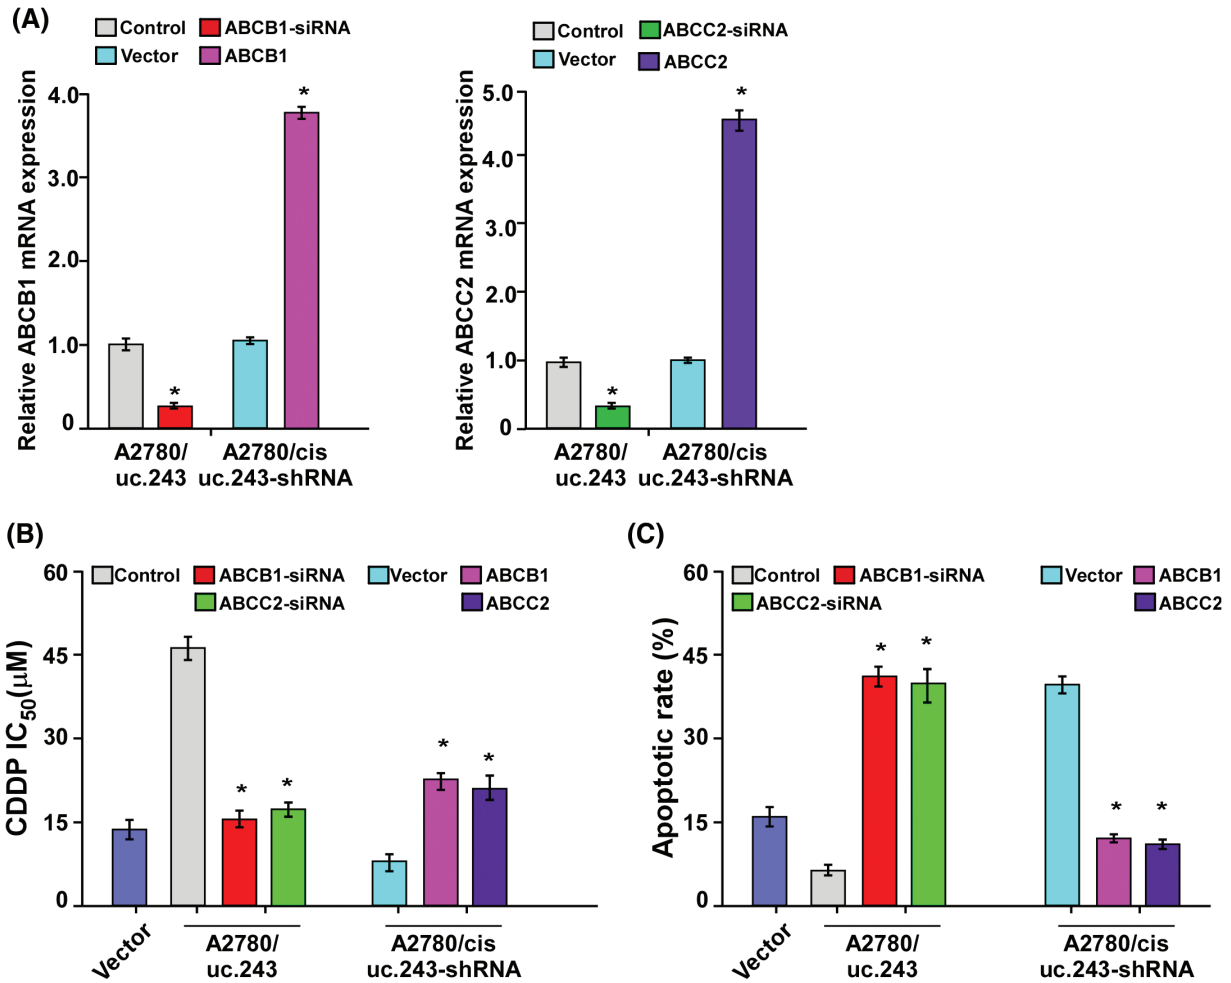 (A)
Control ABCB1-siRNA
Vector ABCB1
Relative ABCB1 mRNA expression
4.0
3.0
2.0
1.0
0
*
*
A2780/ A2780/cis
uc.243 uc.243-shRNA
Control ABCC2-siRNA
Vector ABCC2
Relative ABCC2 mRNA expression
5.0
4.0
3.0
2.0
1.0
0
*
*
A2780/ A2780/cis
uc.243 uc.243-shRNA
(B)
Control ABCB1-siRNA Vector ABCB1
ABCC2-siRNA ABCC2
CDDP IC50(μM)
60
45
30
15
0
* * * *
Vector
A2780/ A2780/cis
uc.243 uc.243-shRNA
(C)
Control ABCB1-siRNA Vector ABCB1
ABCC2-siRNA ABCC2
Apoptotic rate (%)
60
45
30
15
0
* * * *
Vector
A2780/ A2780/cis
uc.243 uc.243-shRNA